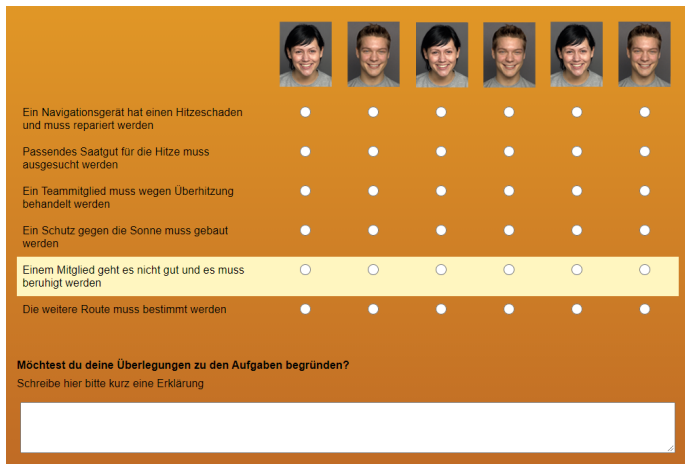 Ein Navigationsgerät hat einen Hitzeschaden
und muss repariert werden
Passendes Saatgut für die Hitze muss
ausgesucht werden
Ein Teammitglied muss wegen Überhitzung
behandelt werden
Ein Schutz gegen die Sonne muss gebaut
werden
Einem Mitglied geht es nicht gut und es muss
beruhigt werden
Die weitere Route muss bestimmt werden
Möchtest du deine Überlegungen zu den Aufgaben begründen?
Schreibe hier bitte kurz eine Erklärung